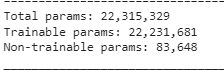 Total params: 22,315,329
Trainable params: 22,231,681
Non-trainable params: 83,648